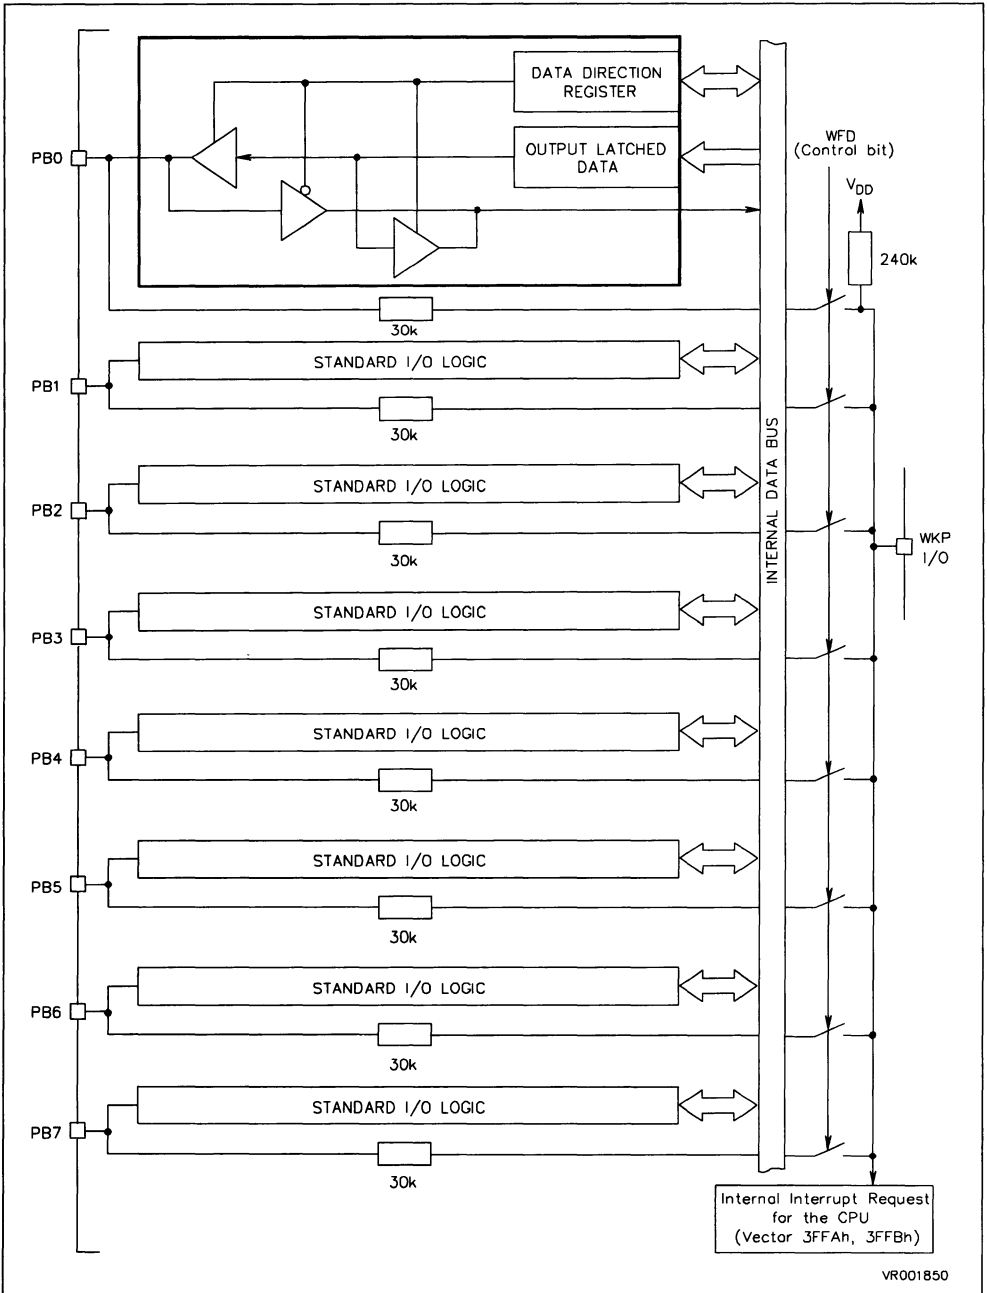 DATA DIRECTION
REGISTER
OUTPUT LATCHED
DATA
WFD
(Control bit)
VDD
240k
PB0
30k
STANDARD I/O LOGIC
PB1
30k
STANDARD I/O LOGIC
PB2
30k
INTERNAL DATA BUS
WKP
I/O
STANDARD I/O LOGIC
PB3
30k
STANDARD I/O LOGIC
PB4
30k
STANDARD I/O LOGIC
PB5
30k
STANDARD I/O LOGIC
PB6
30k
STANDARD I/O LOGIC
PB7
30k
Internal Interrupt Request
for the CPU
(Vector 3FFAh, 3FFBh)
VR001850